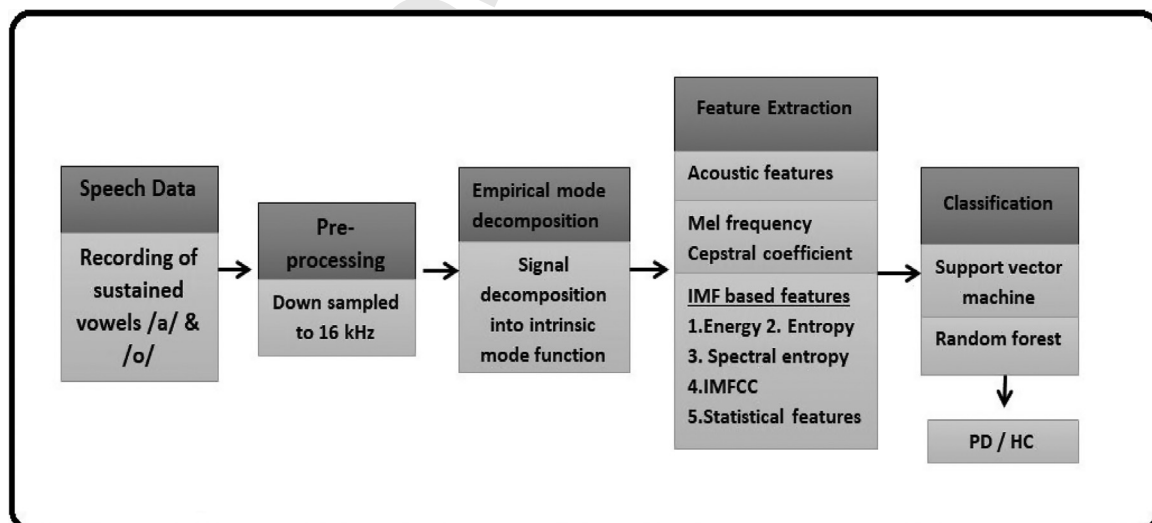 Speech Data
Recording of
sustained
vowels /a/ &
/o/
Pre-
processing
Down sampled
to 16 kHz
Empirical mode
decomposition
Signal
decomposition
into intrinsic
mode function
Feature Extraction
Acoustic features
Mel frequency
Cepstral coefficient
IMF based features
1.Energy 2. Entropy
3. Spectral entropy
4.IMFCC
5.Statistical features
Classification
Support vector
machine
Random forest
PD / HC